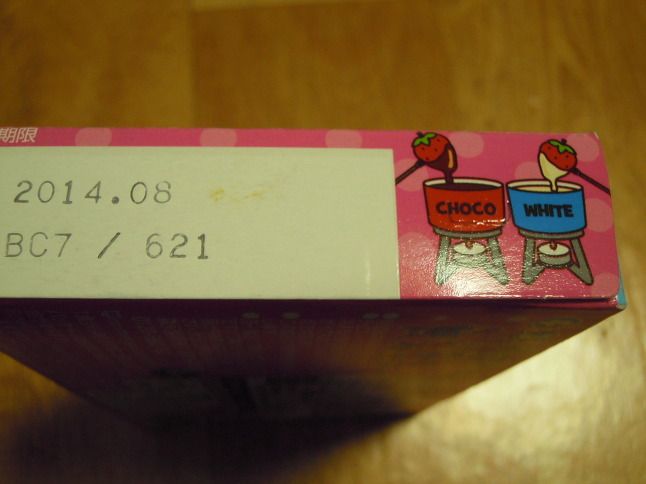 期限
2014.08
BC7 / 621
CHOCO
WHITE